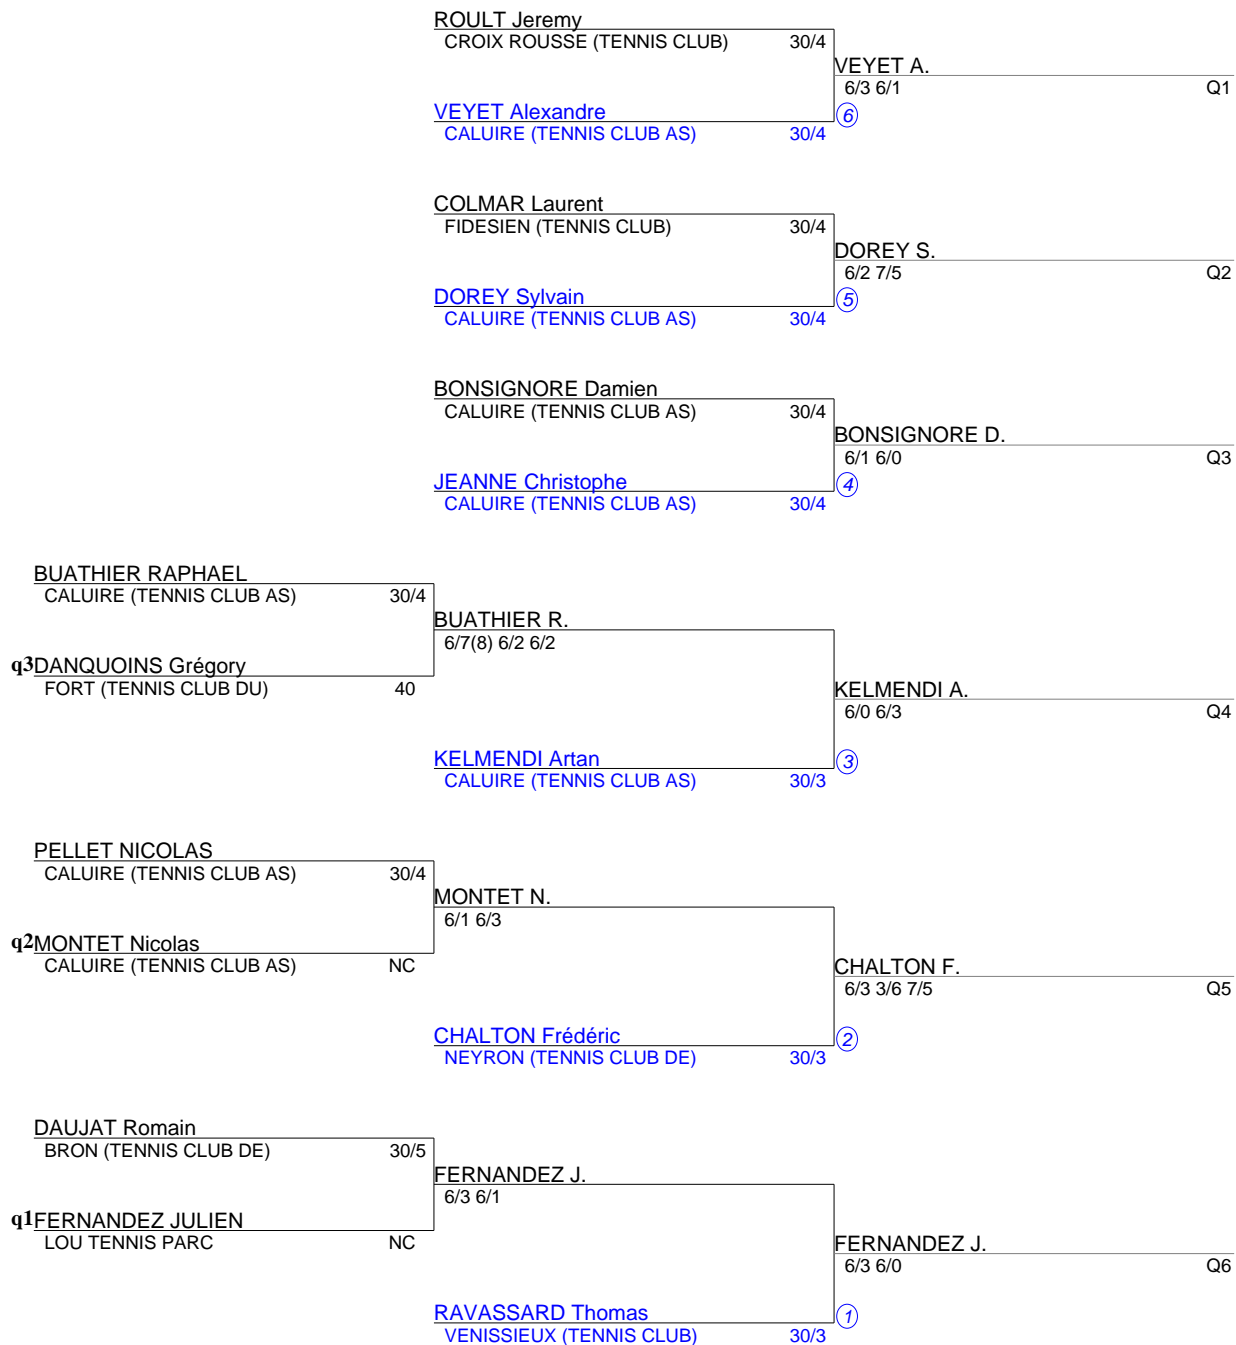 ROULT Jeremy
CROIX ROUSSE (TENNIS CLUB) 30/4
VEYET A.
6/3 6/1 Q1
VEYET Alexandre 6
CALUIRE (TENNIS CLUB AS) 30/4
COLMAR Laurent
FIDESIEN (TENNIS CLUB) 30/4
DOREY S.
6/2 7/5 Q2
DOREY Sylvain 5
CALUIRE (TENNIS CLUB AS) 30/4
BONSIGNORE Damien
CALUIRE (TENNIS CLUB AS) 30/4
BONSIGNORE D.
6/1 6/0 Q3
JEANNE Christophe 4
CALUIRE (TENNIS CLUB AS) 30/4
BUATHIER RAPHAEL
CALUIRE (TENNIS CLUB AS) 30/4
BUATHIER R.
6/7(8) 6/2 6/2
q3 DANQUOINS Grégory
FORT (TENNIS CLUB DU) 40
KELMENDI A.
6/0 6/3 Q4
KELMENDI Artan 3
CALUIRE (TENNIS CLUB AS) 30/3
PELLET NICOLAS
CALUIRE (TENNIS CLUB AS) 30/4
MONTET N.
6/1 6/3
q2 MONTET Nicolas
CALUIRE (TENNIS CLUB AS) NC
CHALTON F.
6/3 3/6 7/5 Q5
CHALTON Frédéric 2
NEYRON (TENNIS CLUB DE) 30/3
DAUJAT Romain
BRON (TENNIS CLUB DE) 30/5
FERNANDEZ J.
6/3 6/1
q1 FERNANDEZ JULIEN
LOU TENNIS PARC NC
FERNANDEZ J.
6/3 6/0 Q6
RAVASSARD Thomas 1
VENISSIEUX (TENNIS CLUB) 30/3